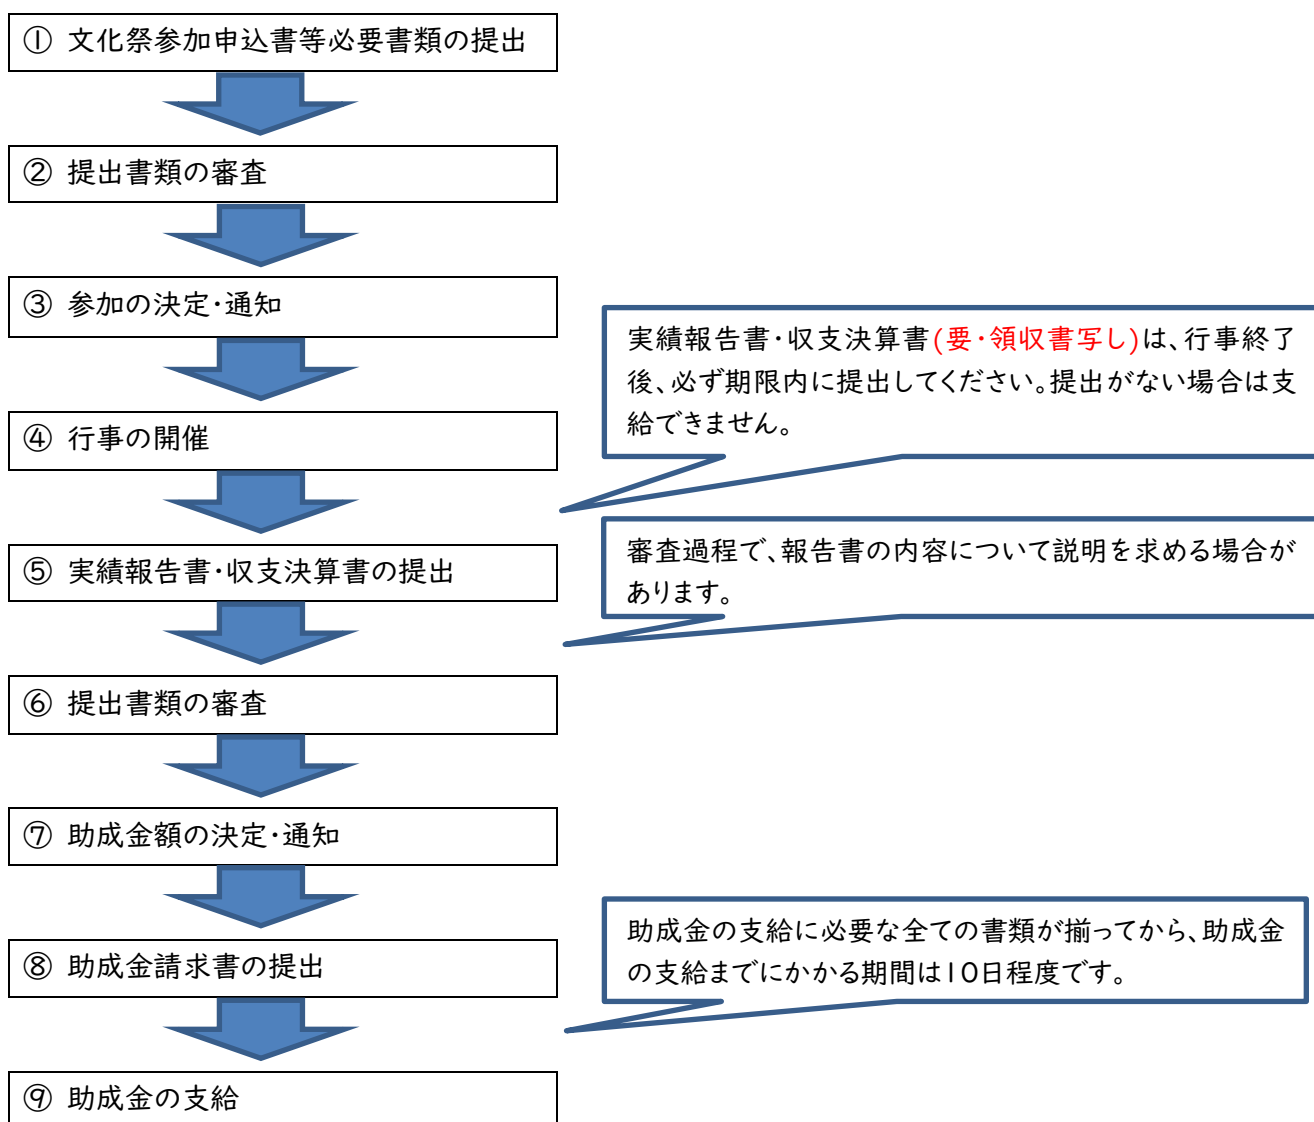 ① 文化祭参加申込書等必要書類の提出
② 提出書類の審査
③ 参加の決定・通知
実績報告書・収支決算書(要・領収書写し)は、行事終了
後、必ず期限内に提出してください。提出がない場合は支
給できません。
④ 行事の開催
審査過程で、報告書の内容について説明を求める場合が
あります。
⑤ 実績報告書・収支決算書の提出
⑥ 提出書類の審査
⑦ 助成金額の決定・通知
助成金の支給に必要な全ての書類が揃ってから、助成金
の支給までにかかる期間は10日程度です。
⑧ 助成金請求書の提出
⑨ 助成金の支給